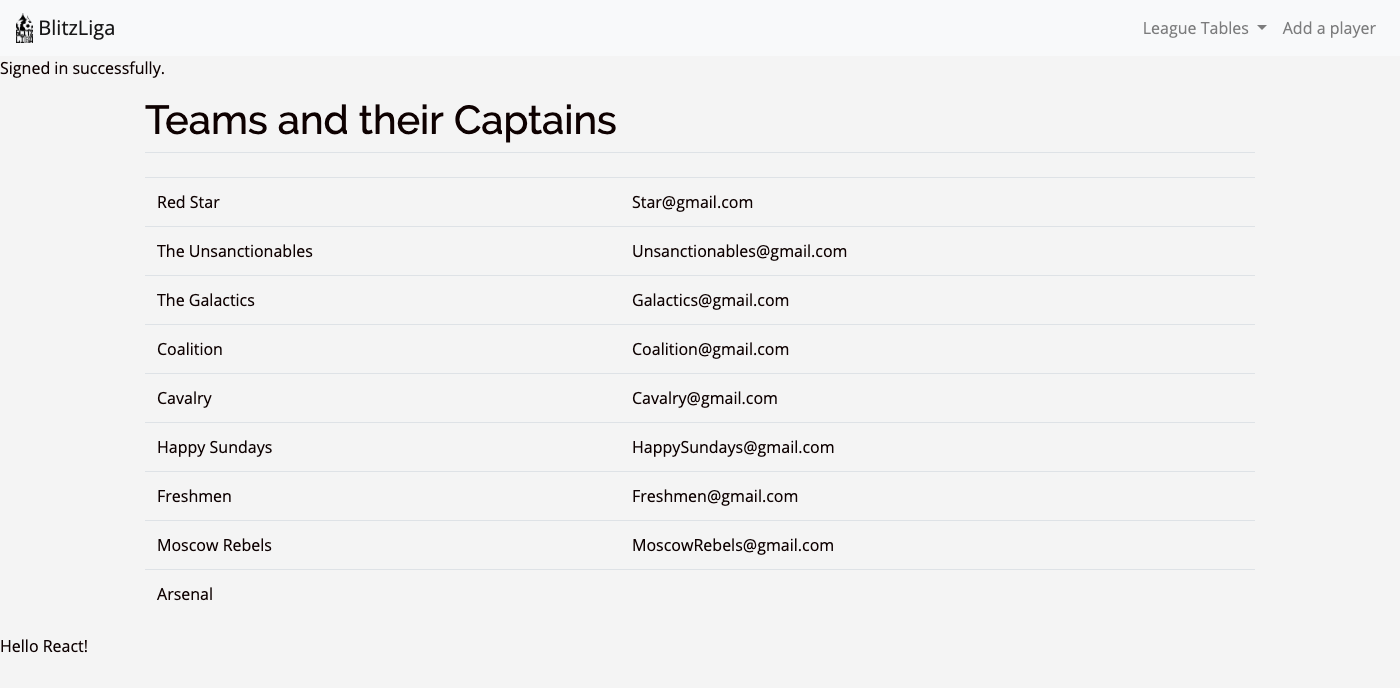 BlitzLiga League Tables Add a player
Signed in successfully.
Teams and their Captains
Red Star Star@gmail.com
The Unsanctionables Unsanctionables@gmail.com
The Galactics Galactics@gmail.com
Coalition Coalition@gmail.com
Cavalry Cavalry@gmail.com
Happy Sundays HappySundays@gmail.com
Freshmen Freshmen@gmail.com
Moscow Rebels MoscowRebels@gmail.com
Arsenal
Hello React!